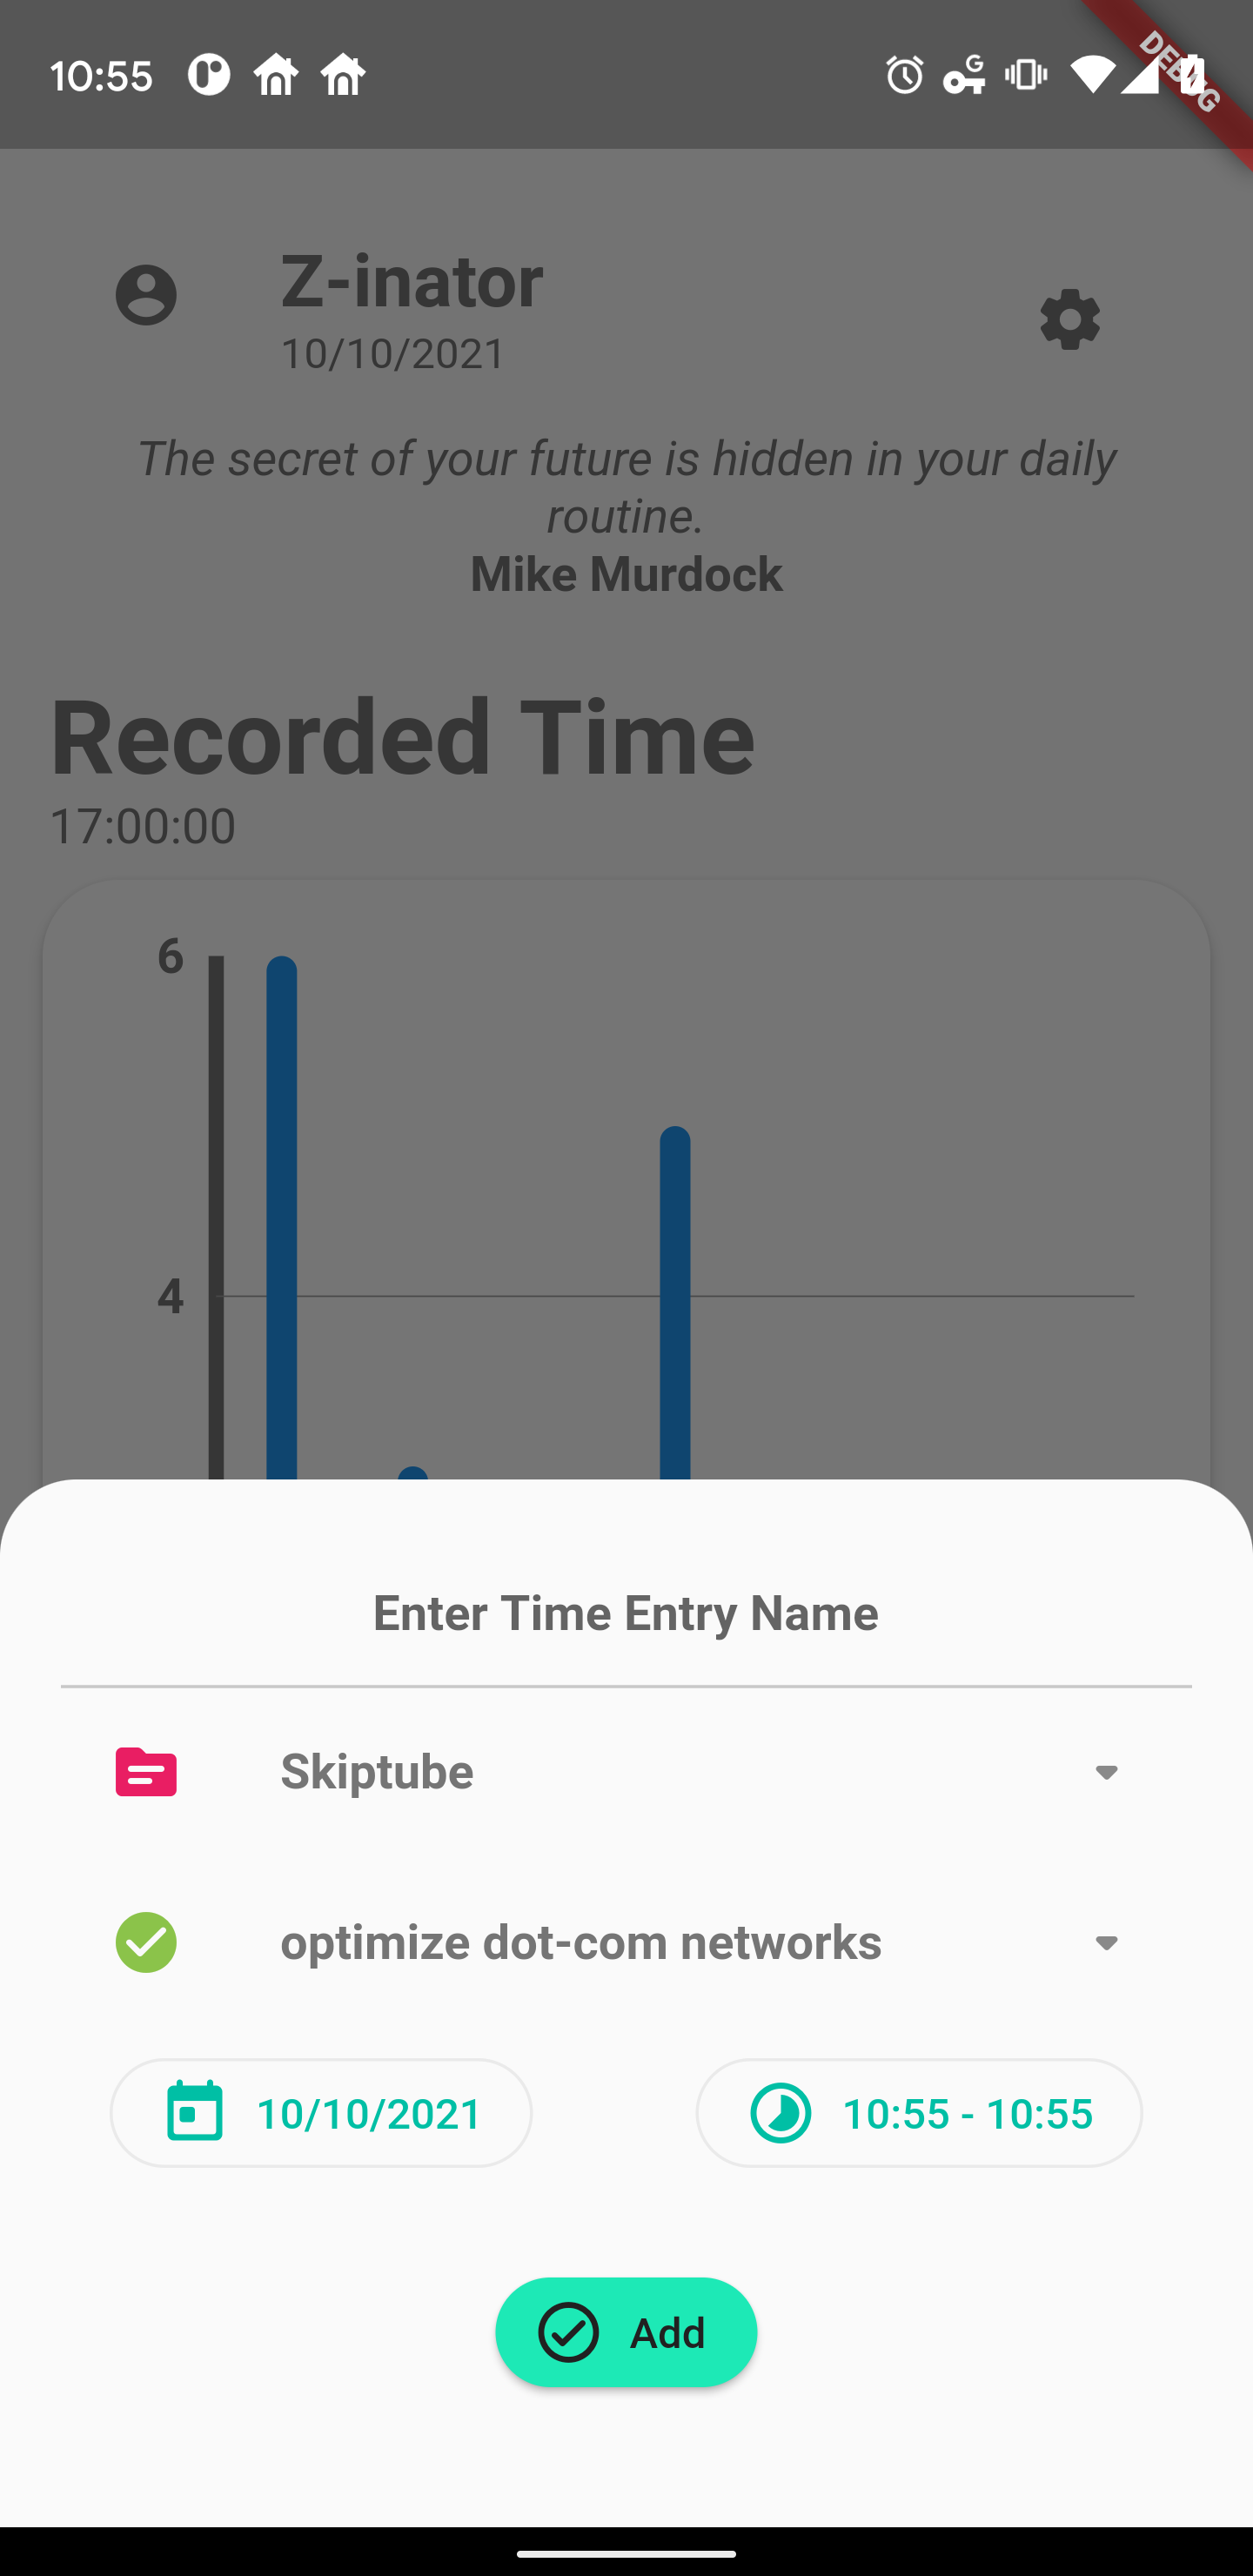 10:55
DEBUG
Z-inator
10/10/2021
The secret of your future is hidden in your daily
routine.
Mike Murdock
Recorded Time
17:00:00
6
4
Enter Time Entry Name
Skiptube
optimize dot-com networks
10/10/2021
10:55 - 10:55
Add